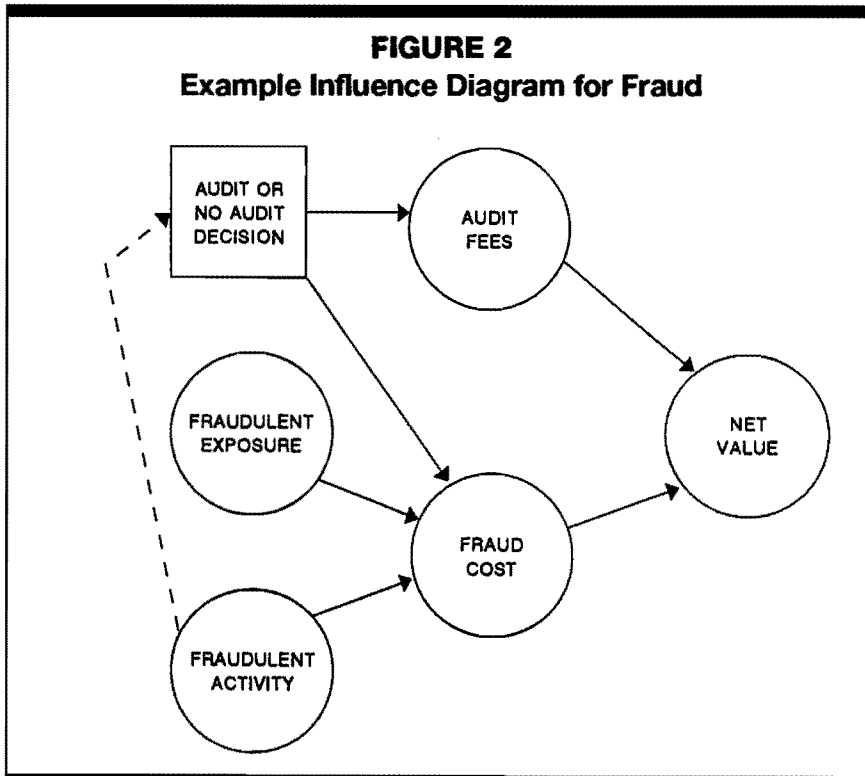 FIGURE 2
Example Influence Diagram for Fraud
AUDIT OR
NO AUDIT
DECISION
AUDIT
FEES
FRAUDULENT
EXPOSURE
NET
VALUE
FRAUD
COST
FRAUDULENT
ACTIVITY